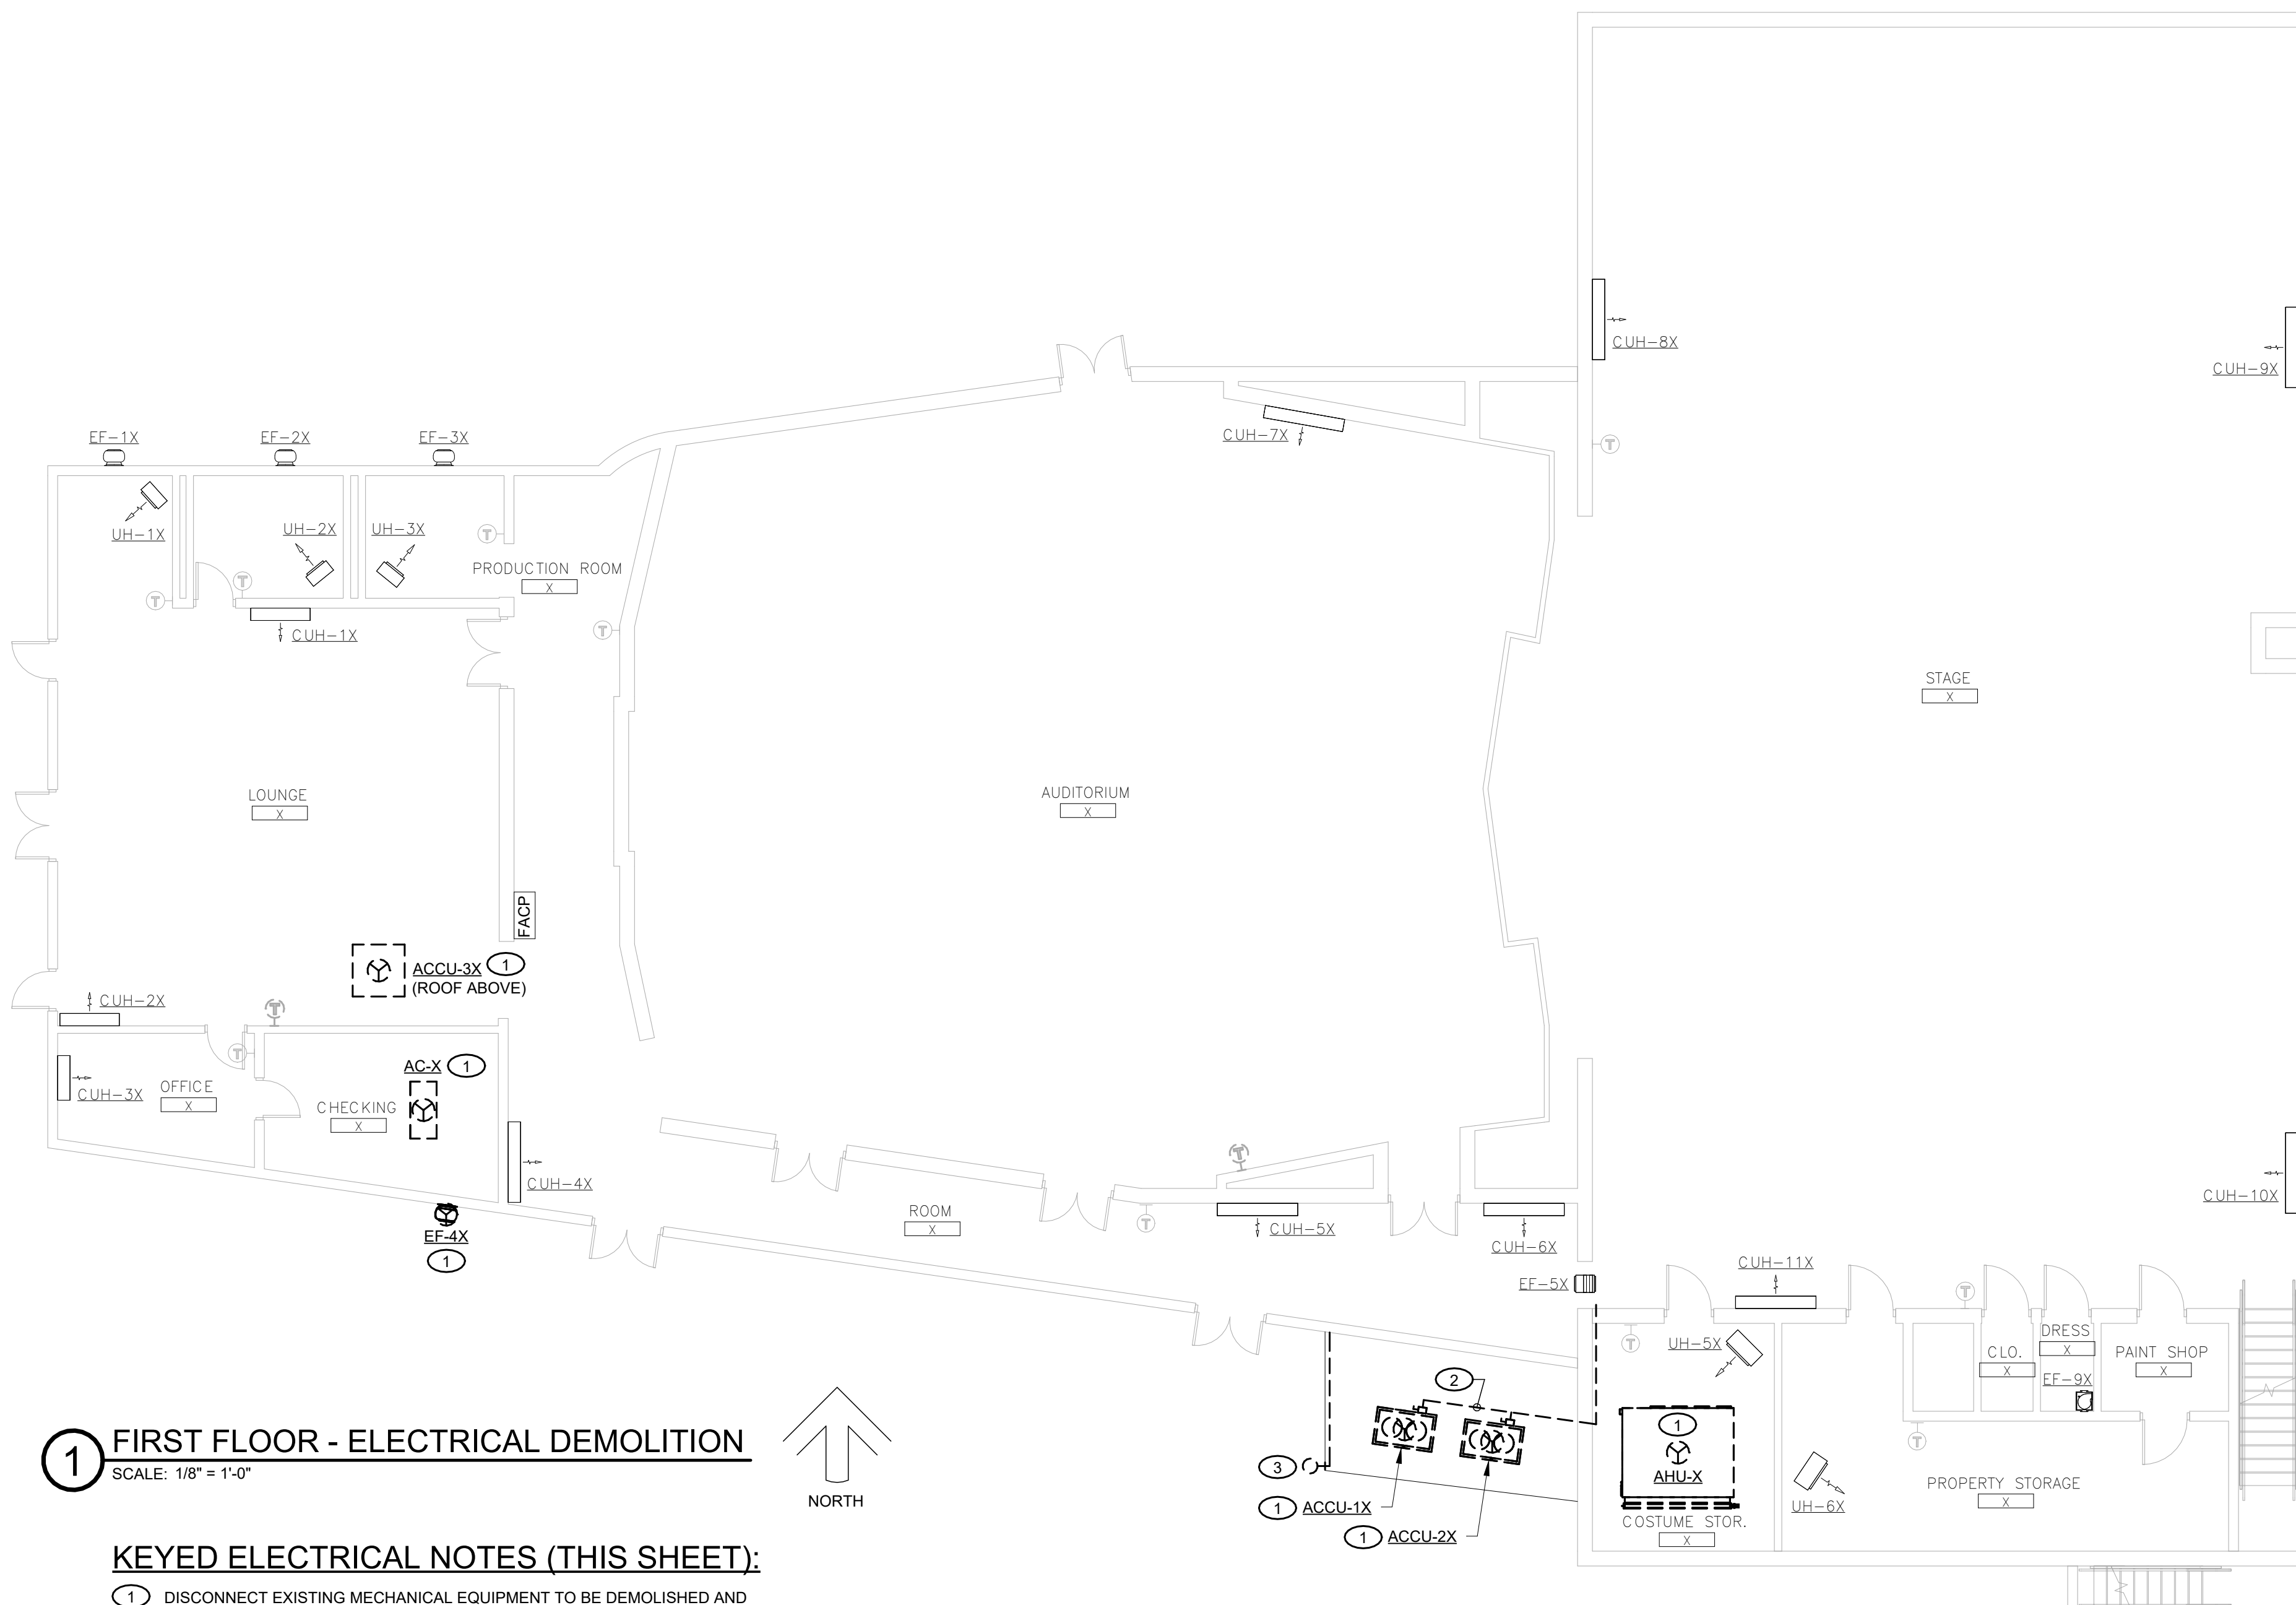 CUH-8X
CUH-9X
CUH-7X
EF-1X
EF-2X
EF-3X
T
UH-1X
UH-2X
UH-3X
T
PRODUCTION ROOM
X
T
T
T
CUH-1X
STAGE
X
LOUNGE
X
AUDITORIUM
X
FACP
ACCU-3X 1
(ROOF ABOVE)
CUH-2X
T
T
AC-X 1
CUH-3X
OFFICE
X
CHECKING
X
CUH-4X
T
EF-4X
1
ROOM
X
T
CUH-5X
CUH-6X
CUH-10X
CUH-11X
EF-5X
T
T
UH-5X
DRESS
X
CLO.
X
PAINT SHOP
X
EF-9X
2
1
AHU-X
T
3
1 ACCU-1X
1 ACCU-2X
COSTUME STOR.
X
UH-6X
PROPERTY STORAGE
X
1 FIRST FLOOR - ELECTRICAL DEMOLITION
SCALE: 1/8" = 1'-0"
NORTH
KEYED ELECTRICAL NOTES (THIS SHEET):
1 DISCONNECT EXISTING MECHANICAL EQUIPMENT TO BE DEMOLISHED AND